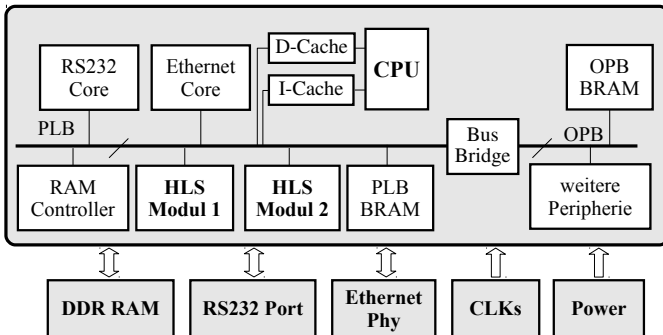 D-Cache
RS232
Core
Ethernet
Core
I-Cache
CPU
OPB
BRAM
PLB
Bus
Bridge
OPB
RAM
Controller
HLS
Modul 1
HLS
Modul 2
PLB
BRAM
weitere
Peripherie
DDR RAM
RS232 Port
Ethernet
Phy
CLKs
Power